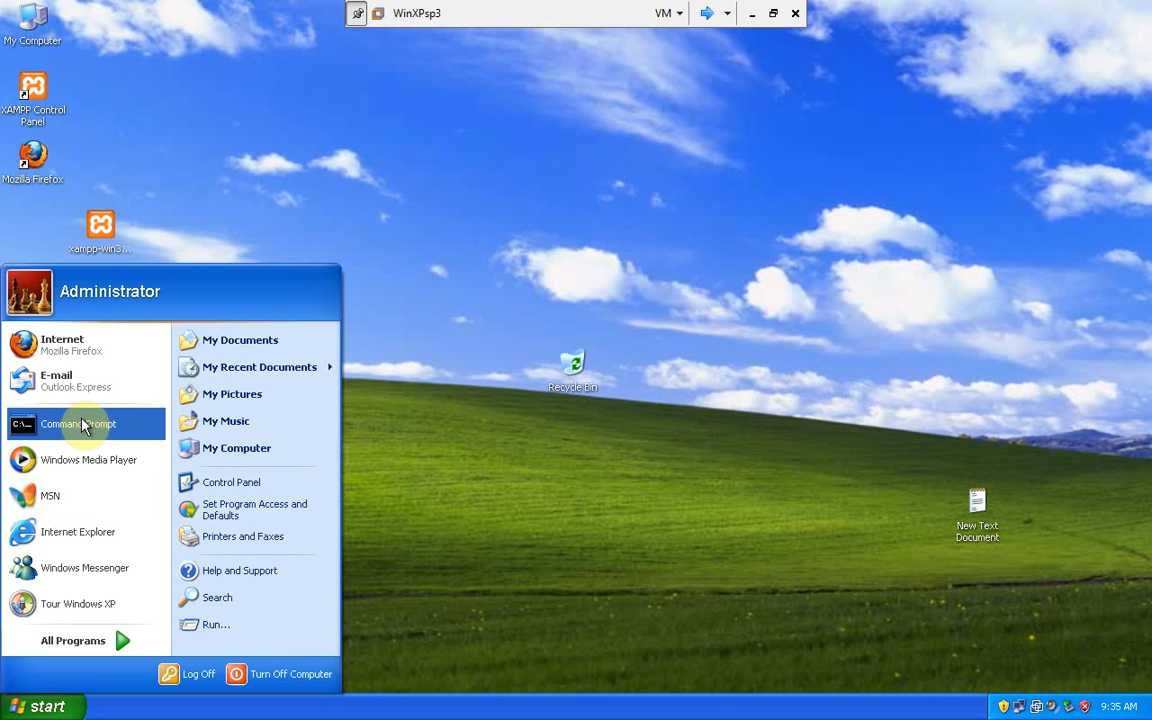 WinXPsp3
VM
My Computer
XAMPP Control
Panel
Mozilla Firefox
xampp-win3...
Administrator
Internet
Mozilla Firefox
E-mail
Outlook Express
C:\
Command Prompt
Windows Media Player
MSN
Internet Explorer
Windows Messenger
Tour Windows XP
All Programs
My Documents
My Recent Documents
My Pictures
My Music
My Computer
Control Panel
Set Program Access and
Defaults
Printers and Faxes
Help and Support
Search
Run...
Log Off
Turn Off Computer
Recycle Bin
New Text
Document
start
9:35 AM